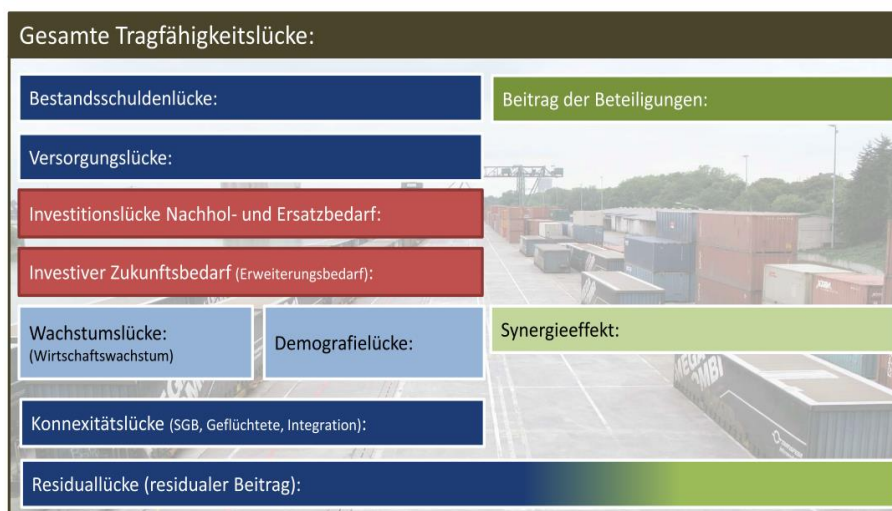 Gesamte Tragfähigkeitslücke:
Bestandsschuldenlücke:
Beitrag der Beteiligungen:
Versorgungslücke:
Investitionslücke Nachhol- und Ersatzbedarf:
Investiver Zukunftsbedarf (Erweiterungsbedarf):
Wachstumslücke:
(Wirtschaftswachstum)
Demografielücke:
Synergieeffekt:
Konnexitätslücke (SGB, Geflüchtete, Integration):
Residuallücke (residualer Beitrag):